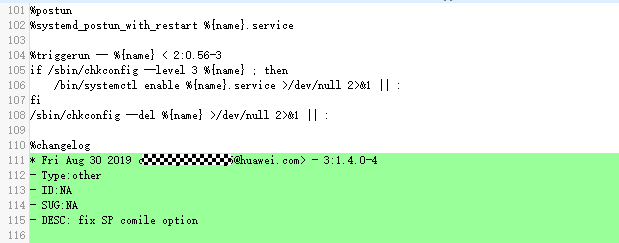 101 %postun
102 %systemd_postun_with_restart %{name}.service
103
104 %triggerun -- %{name} < 2:0.56-3
105 if /sbin/chkconfig --level 3 %{name} ; then
106 /bin/systemctl enable %{name}.service >/dev/null 2>&1 || :
107 fi
108 /sbin/chkconfig --del %{name} >/dev/null 2>&1 || :
109
110 %changelog
111 * Fri Aug 30 2019 @huawei.com> - 3:1.4.0-4
112 - Type:other
113 - ID:NA
114 - SUG:NA
115 - DESC: fix SP comile option
116